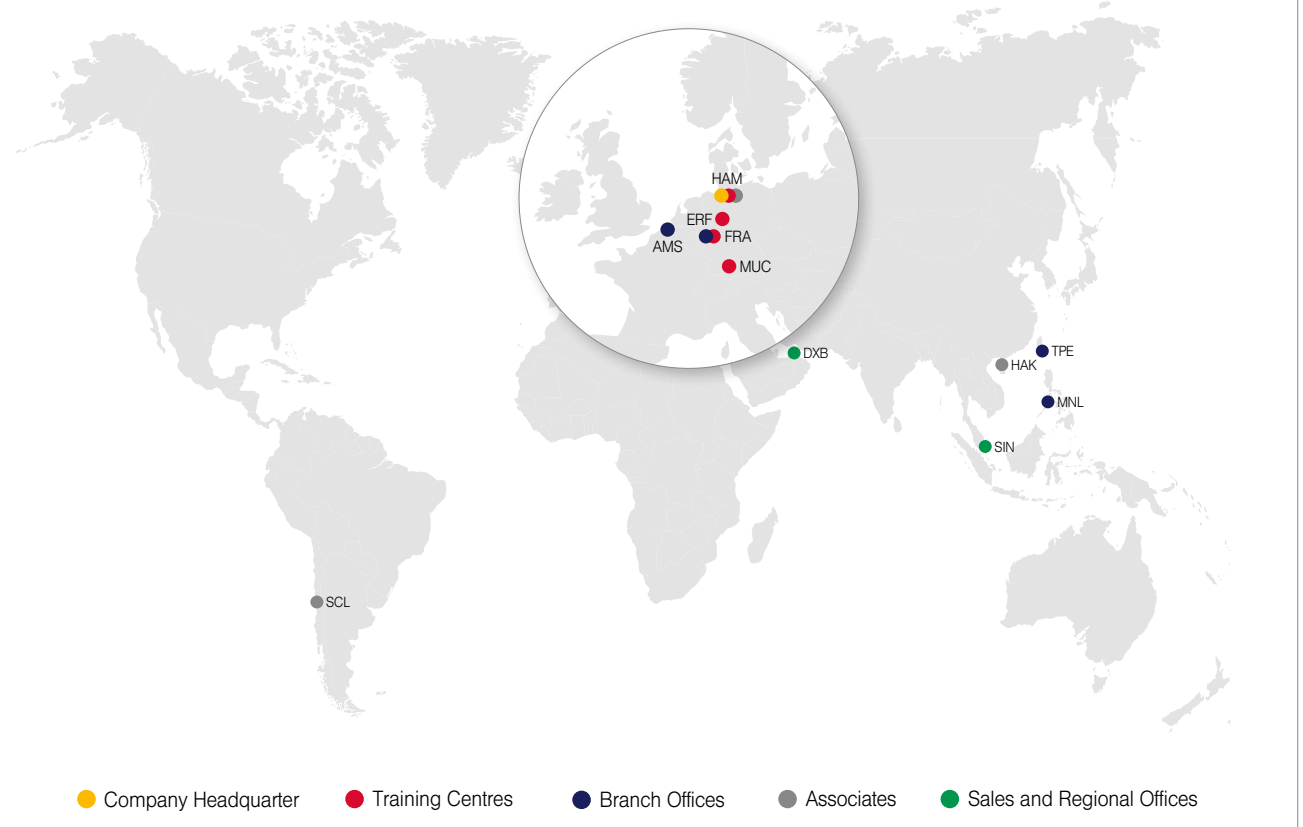 HAM
ERF
FRA
AMS
MUC
DXB
TPE
HAK
MNL
SIN
SCL
Company Headquarter
Training Centres
Branch Offices
Associates
Sales and Regional Offices